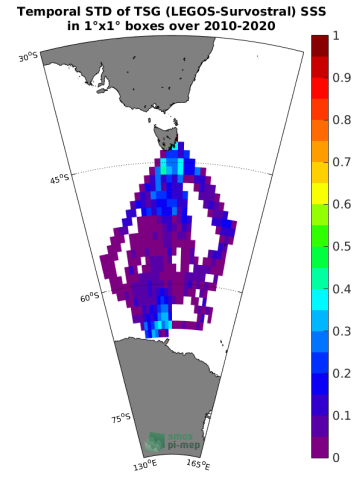 Temporal STD of TSG (LEGOS-Survostral) SSS
in 1°x1° boxes over 2010-2020
30°S
45°S
60°S
75°S
130°E
165°E
1
0.9
0.8
0.7
0.6
0.5
0.4
0.3
0.2
0.1
0
smos
pi-mep